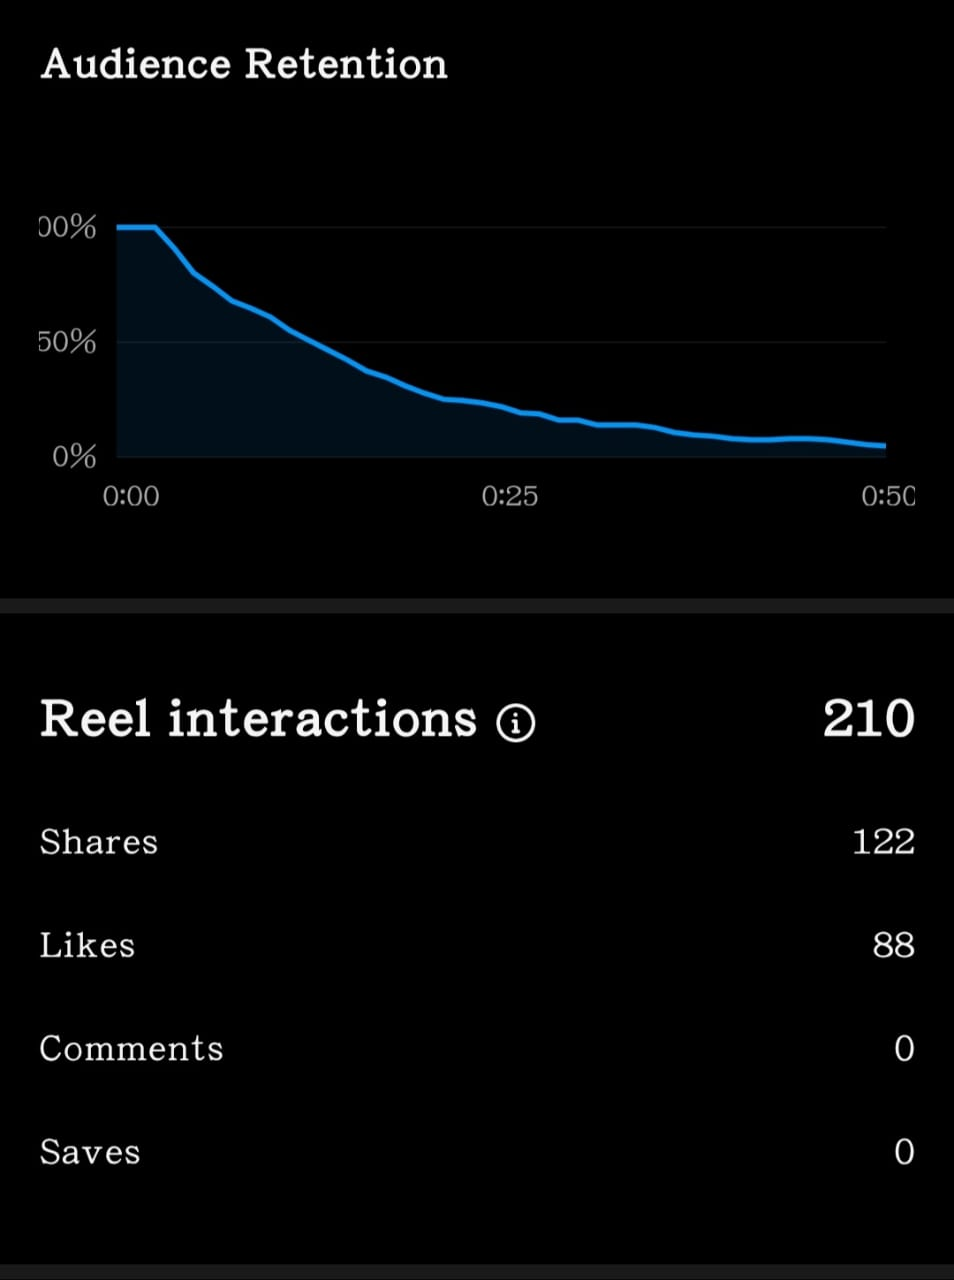 Audience Retention
00%
50%
0%
0:00 0:25 0:50
Reel interactions 210
Shares 122
Likes 88
Comments 0
Saves 0